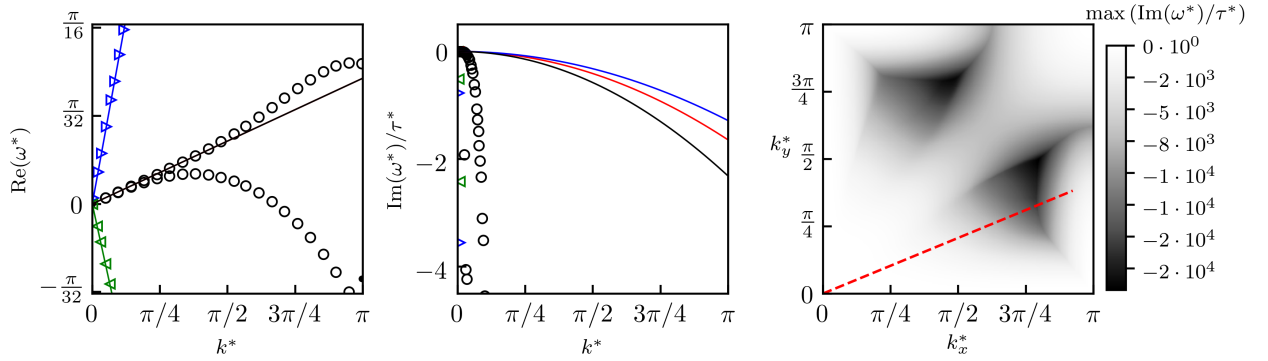 π/16
π/32
0
−π/32
Re(ω*)
0 π/4 π/2 3π/4 π
k*
0
−2
−4
Im(ω*)/τ*
0 π/4 π/2 3π/4 π
k*
π
3π/4
π/2
π/4
0
k*_y
0 π/4 π/2 3π/4 π
k*_x
max (Im(ω*)/τ*)
0 · 10⁰
−2 · 10³
−5 · 10³
−8 · 10³
−1 · 10⁴
−1 · 10⁴
−2 · 10⁴
−2 · 10⁴